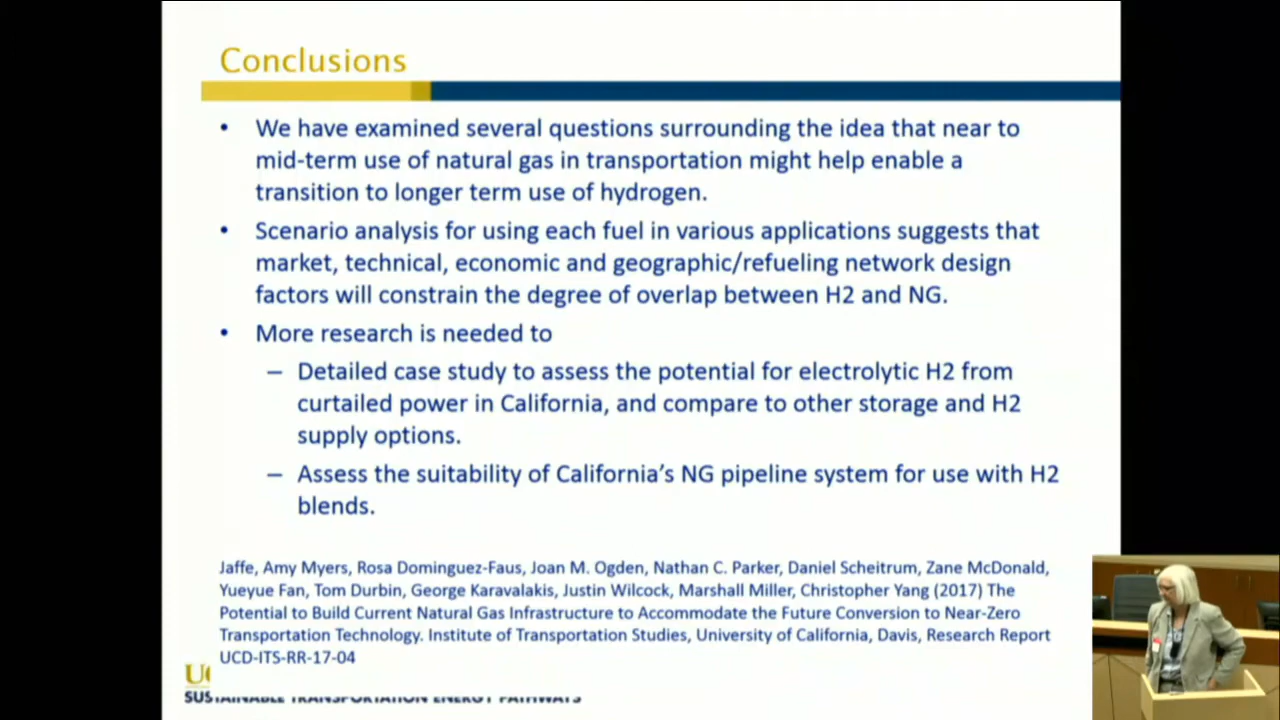 Conclusions
• We have examined several questions surrounding the idea that near to
mid-term use of natural gas in transportation might help enable a
transition to longer term use of hydrogen.
• Scenario analysis for using each fuel in various applications suggests that
market, technical, economic and geographic/refueling network design
factors will constrain the degree of overlap between H2 and NG.
• More research is needed to
– Detailed case study to assess the potential for electrolytic H2 from
curtailed power in California, and compare to other storage and H2
supply options.
– Assess the suitability of California’s NG pipeline system for use with H2
blends.
Jaffe, Amy Myers, Rosa Dominguez-Faus, Joan M. Ogden, Nathan C. Parker, Daniel Scheitrum, Zane McDonald,
Yueyue Fan, Tom Durbin, George Karavalakis, Justin Wilcock, Marshall Miller, Christopher Yang (2017) The
Potential to Build Current Natural Gas Infrastructure to Accommodate the Future Conversion to Near-Zero
Transportation Technology. Institute of Transportation Studies, University of California, Davis, Research Report
UCD-ITS-RR-17-04
SUSTAINABLE TRANSPORTATION ENERGY PATHWAYS